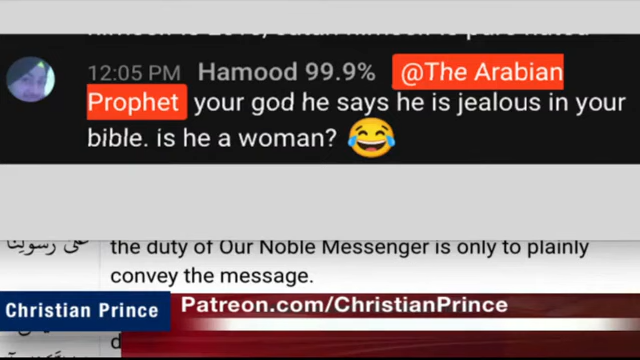 12:05 PM Hamood 99.9% @The Arabian
Prophet your god he says he is jealous in your
bible. is he a woman? 😂
على رسولنا the duty of Our Noble Messenger is only to plainly
convey the message.
Christian Prince Patreon.com/ChristianPrince